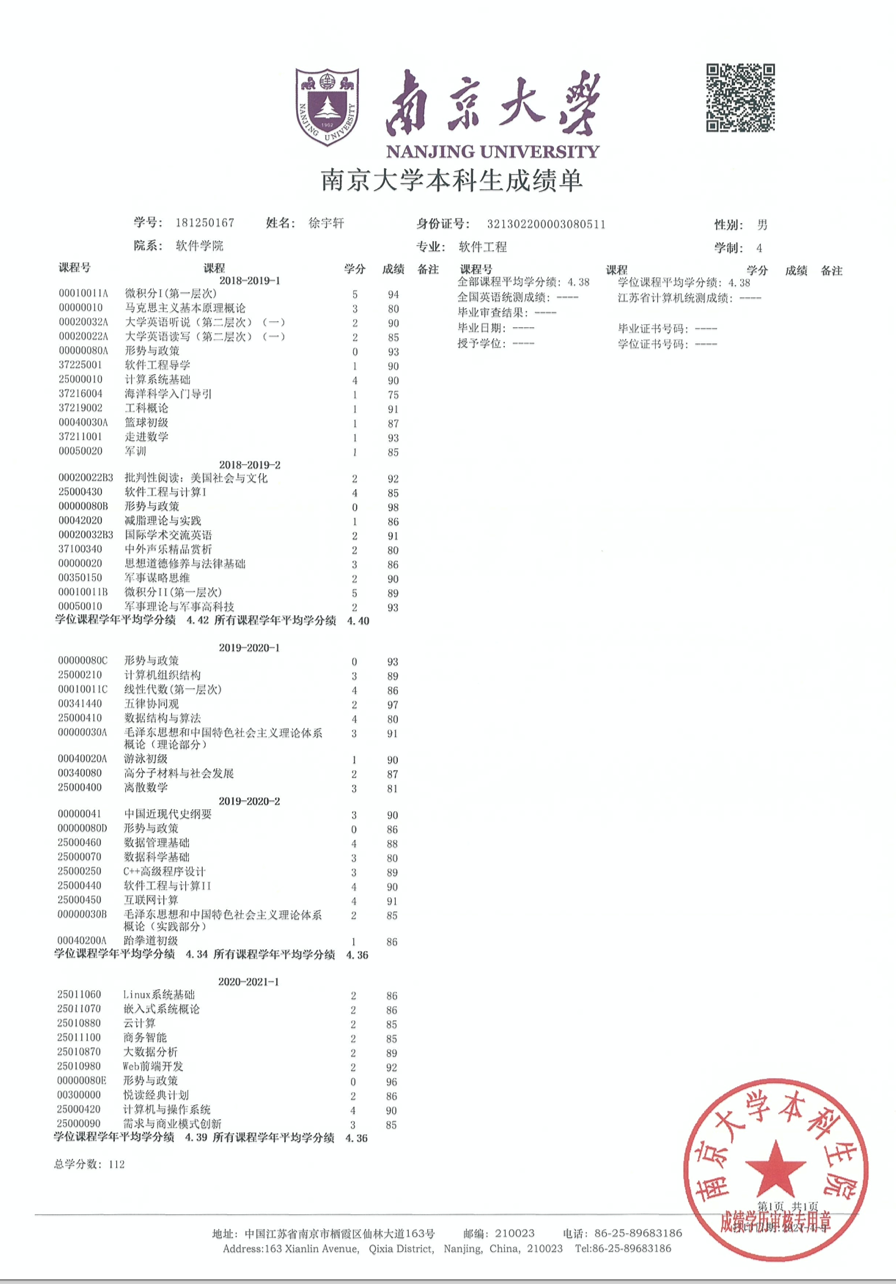 NANJING UNIVERSITY
1902
南京大学
NANJING UNIVERSITY
南京大学本科生成绩单
学号: 181250167 姓名: 徐宇轩 身份证号: 321302200003080511 性别: 男
院系: 软件学院 专业: 软件工程 学制: 4
课程号 课程 学分 成绩 备注
2018-2019-1
00010011A 微积分I(第一层次) 5 94
00000010 马克思主义基本原理概论 3 80
00020032A 大学英语听说(第二层次)(一) 2 90
00020022A 大学英语读写(第二层次)(一) 2 85
00000080A 形势与政策 0 93
37225001 软件工程导学 1 90
25000010 计算系统基础 4 90
37216004 海洋科学入门导引 1 75
37219002 工科概论 1 91
00040030A 篮球初级 1 87
37211001 走进数学 1 93
00050020 军训 1 85
2018-2019-2
00020022B3 批判性阅读: 美国社会与文化 2 92
25000430 软件工程与计算I 4 85
00000080B 形势与政策 0 98
00042020 减脂理论与实践 1 86
00020032B3 国际学术交流英语 2 91
37100340 中外声乐精品赏析 2 80
00000020 思想道德修养与法律基础 3 86
00350150 军事谋略思维 2 90
00010011B 微积分II(第一层次) 5 89
00050010 军事理论与军事高科技 2 93
学位课程学年平均学分绩 4.42 所有课程学年平均学分绩 4.40
2019-2020-1
00000080C 形势与政策 0 93
25000210 计算机组织结构 3 89
00010011C 线性代数(第一层次) 4 86
00341440 五律协同观 2 97
25000410 数据结构与算法 4 80
00000030A 毛泽东思想和中国特色社会主义理论体系 3 91
概论(理论部分)
00040020A 游泳初级 1 90
00340080 高分子材料与社会发展 2 87
25000400 离散数学 3 81
2019-2020-2
00000041 中国近现代史纲要 3 90
00000080D 形势与政策 0 86
25000460 数据管理基础 4 88
25000070 数据科学基础 3 80
25000250 C++高级程序设计 3 89
25000440 软件工程与计算II 4 90
25000450 互联网计算 4 91
00000030B 毛泽东思想和中国特色社会主义理论体系 2 85
概论(实践部分)
00040200A 跆拳道初级 1 86
学位课程学年平均学分绩 4.34 所有课程学年平均学分绩 4.36
2020-2021-1
25011060 Linux系统基础 2 86
25011070 嵌入式系统概论 2 86
25010880 云计算 2 85
25011100 商务智能 2 85
25010870 大数据分析 2 89
25010980 Web前端开发 2 92
00000080E 形势与政策 0 96
00300000 悦读经典计划 2 86
25000420 计算机与操作系统 4 90
25000090 需求与商业模式创新 3 85
学位课程学年平均学分绩 4.39 所有课程学年平均学分绩 4.36
总学分数: 112
课程号 课程 学分 成绩 备注
全部课程平均学分绩: 4.38 学位课程平均学分绩: 4.38
全国英语统测成绩: ---- 江苏省计算机统测成绩: ----
毕业审查结果: ----
毕业日期: ---- 毕业证书号码: ----
授予学位: ---- 学位证书号码: ----
南京大学本科生院
第1页 共1页
成绩学历审核专用章
地址: 中国江苏省南京市栖霞区仙林大道163号 邮编: 210023 电话: 86-25-89683186
Address:163 Xianlin Avenue, Qixia District, Nanjing, China, 210023 Tel:86-25-89683186